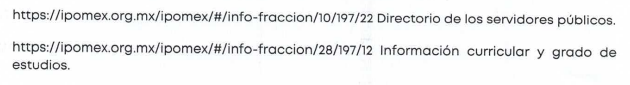 https://ipomex.org.mx/ipomex/#/info-fraccion/10/197/22 Directorio de los servidores públicos.
https://ipomex.org.mx/ipomex/#/info-fraccion/28/197/12 Información curricular y grado de
estudios.